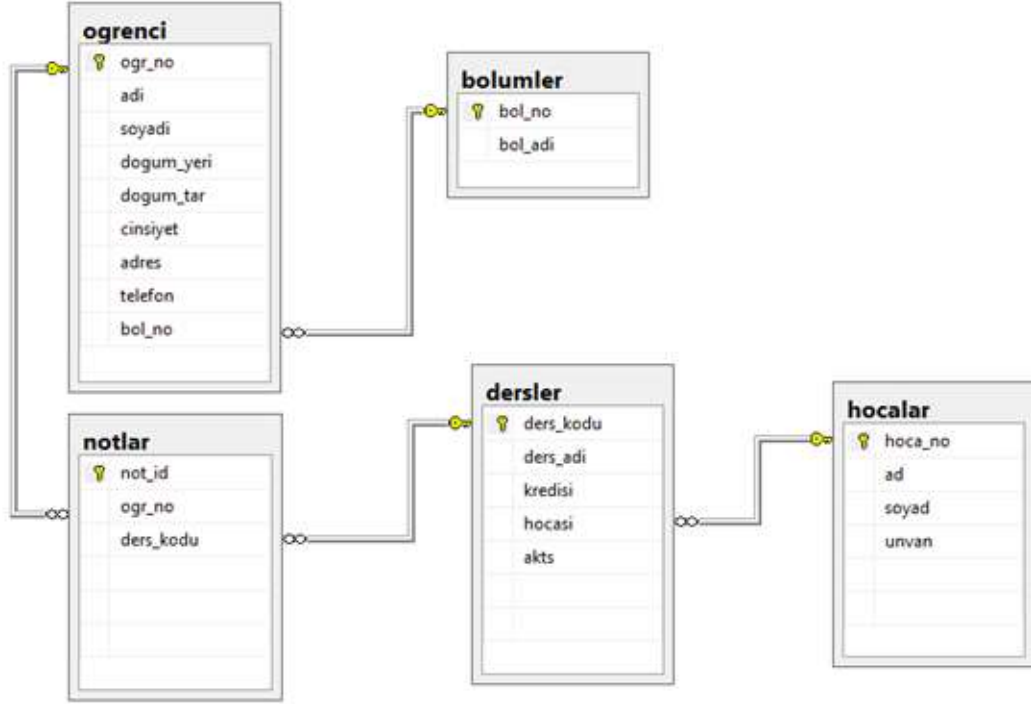 ogrenci
ogr_no
adi
soyadi
dogum_yeri
dogum_tar
cinsiyet
adres
telefon
bol_no
bolumler
bol_no
bol_adi
notlar
not_id
ogr_no
ders_kodu
dersler
ders_kodu
ders_adi
kredisi
hocasi
akts
hocalar
hoca_no
ad
soyad
unvan